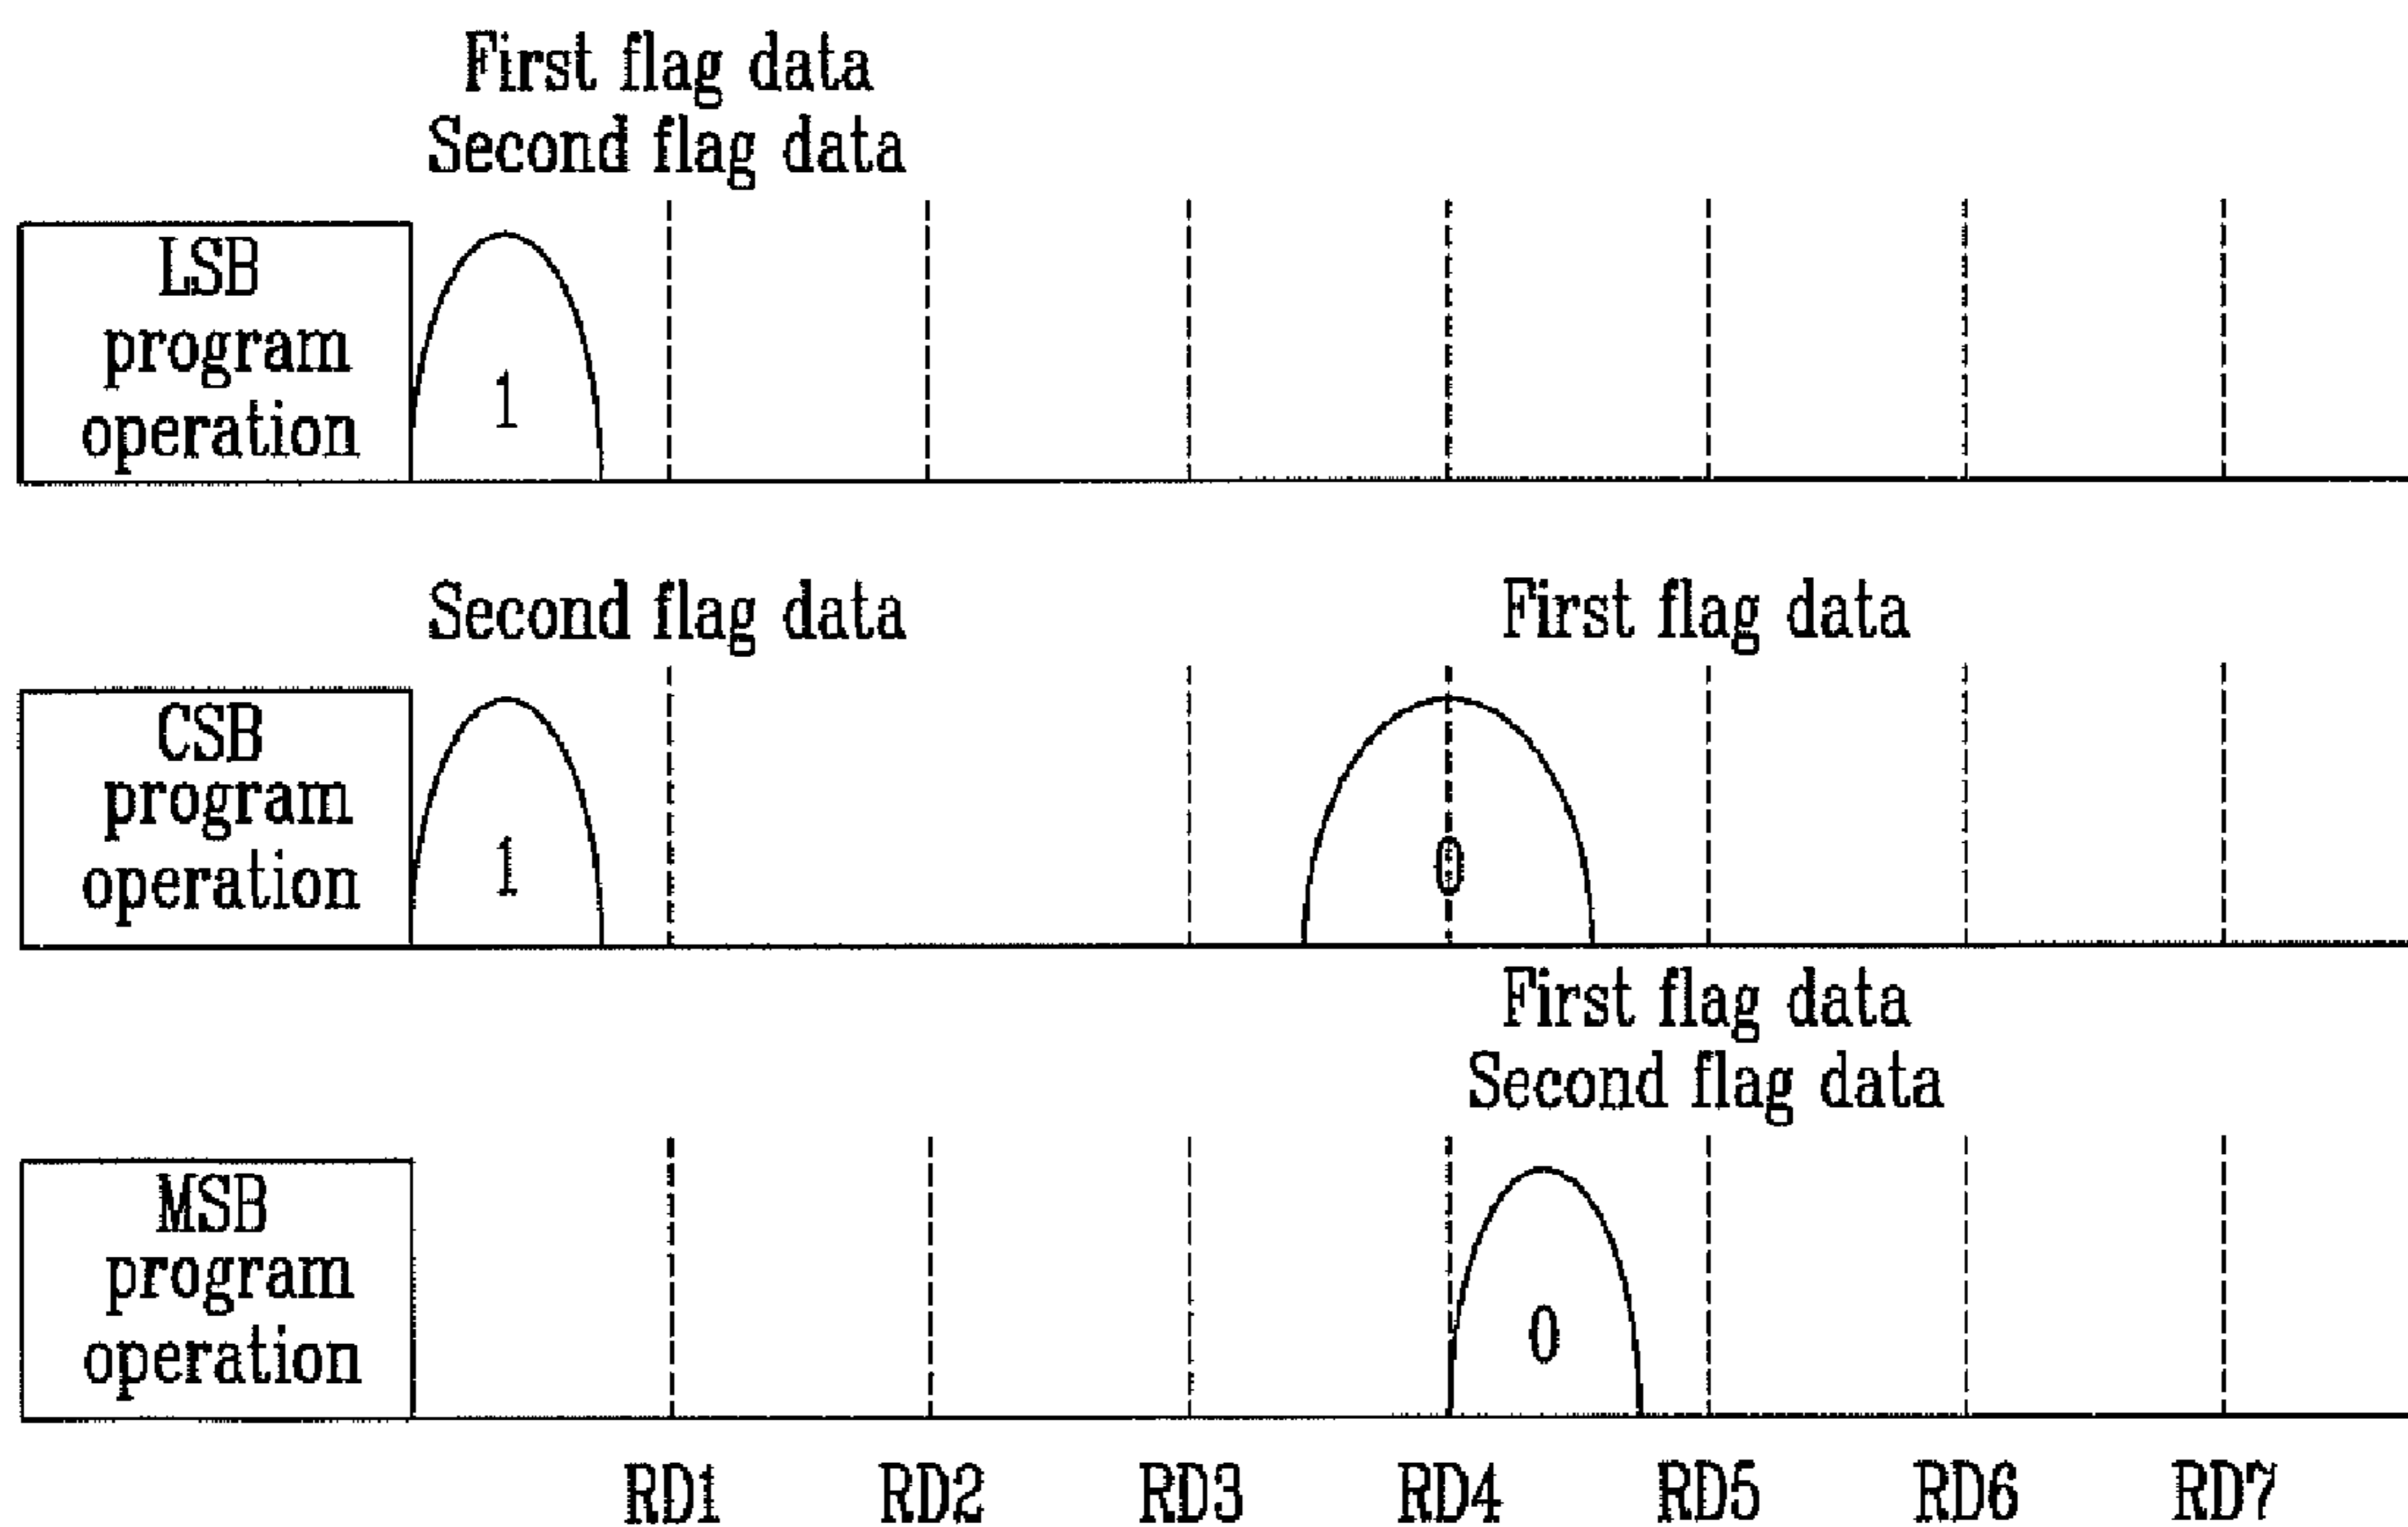 First flag data
Second flag data
LSB
program
operation
1
Second flag data
First flag data
CSB
program
operation
1
0
First flag data
Second flag data
MSB
program
operation
0
RD1 RD2 RD3 RD4 RD5 RD6 RD7